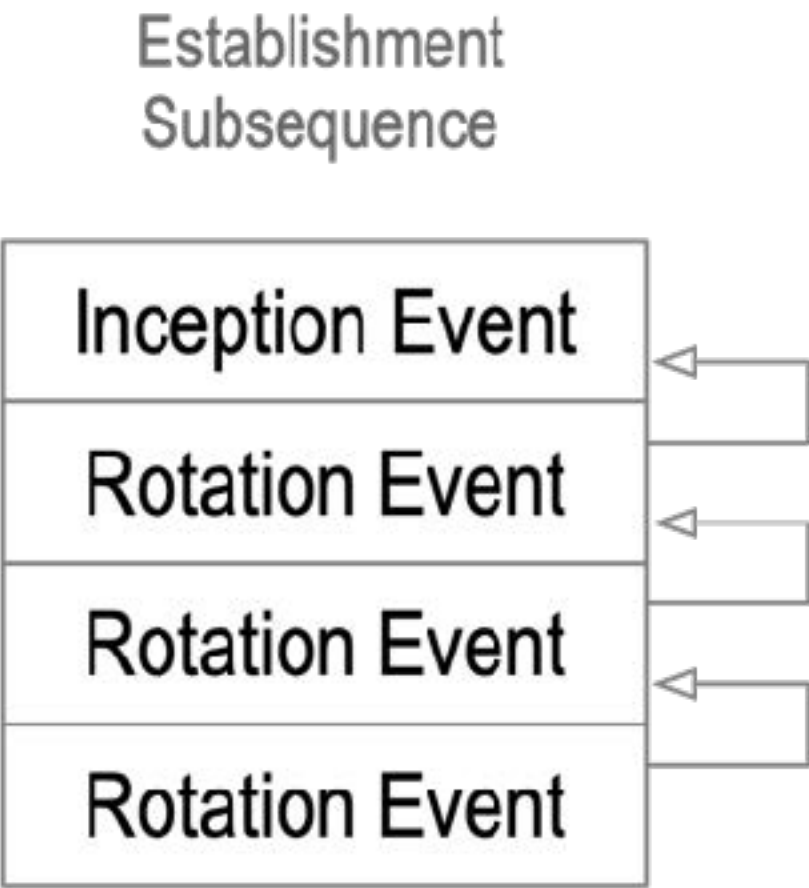 Establishment
Subsequence
Inception Event
Rotation Event
Rotation Event
Rotation Event